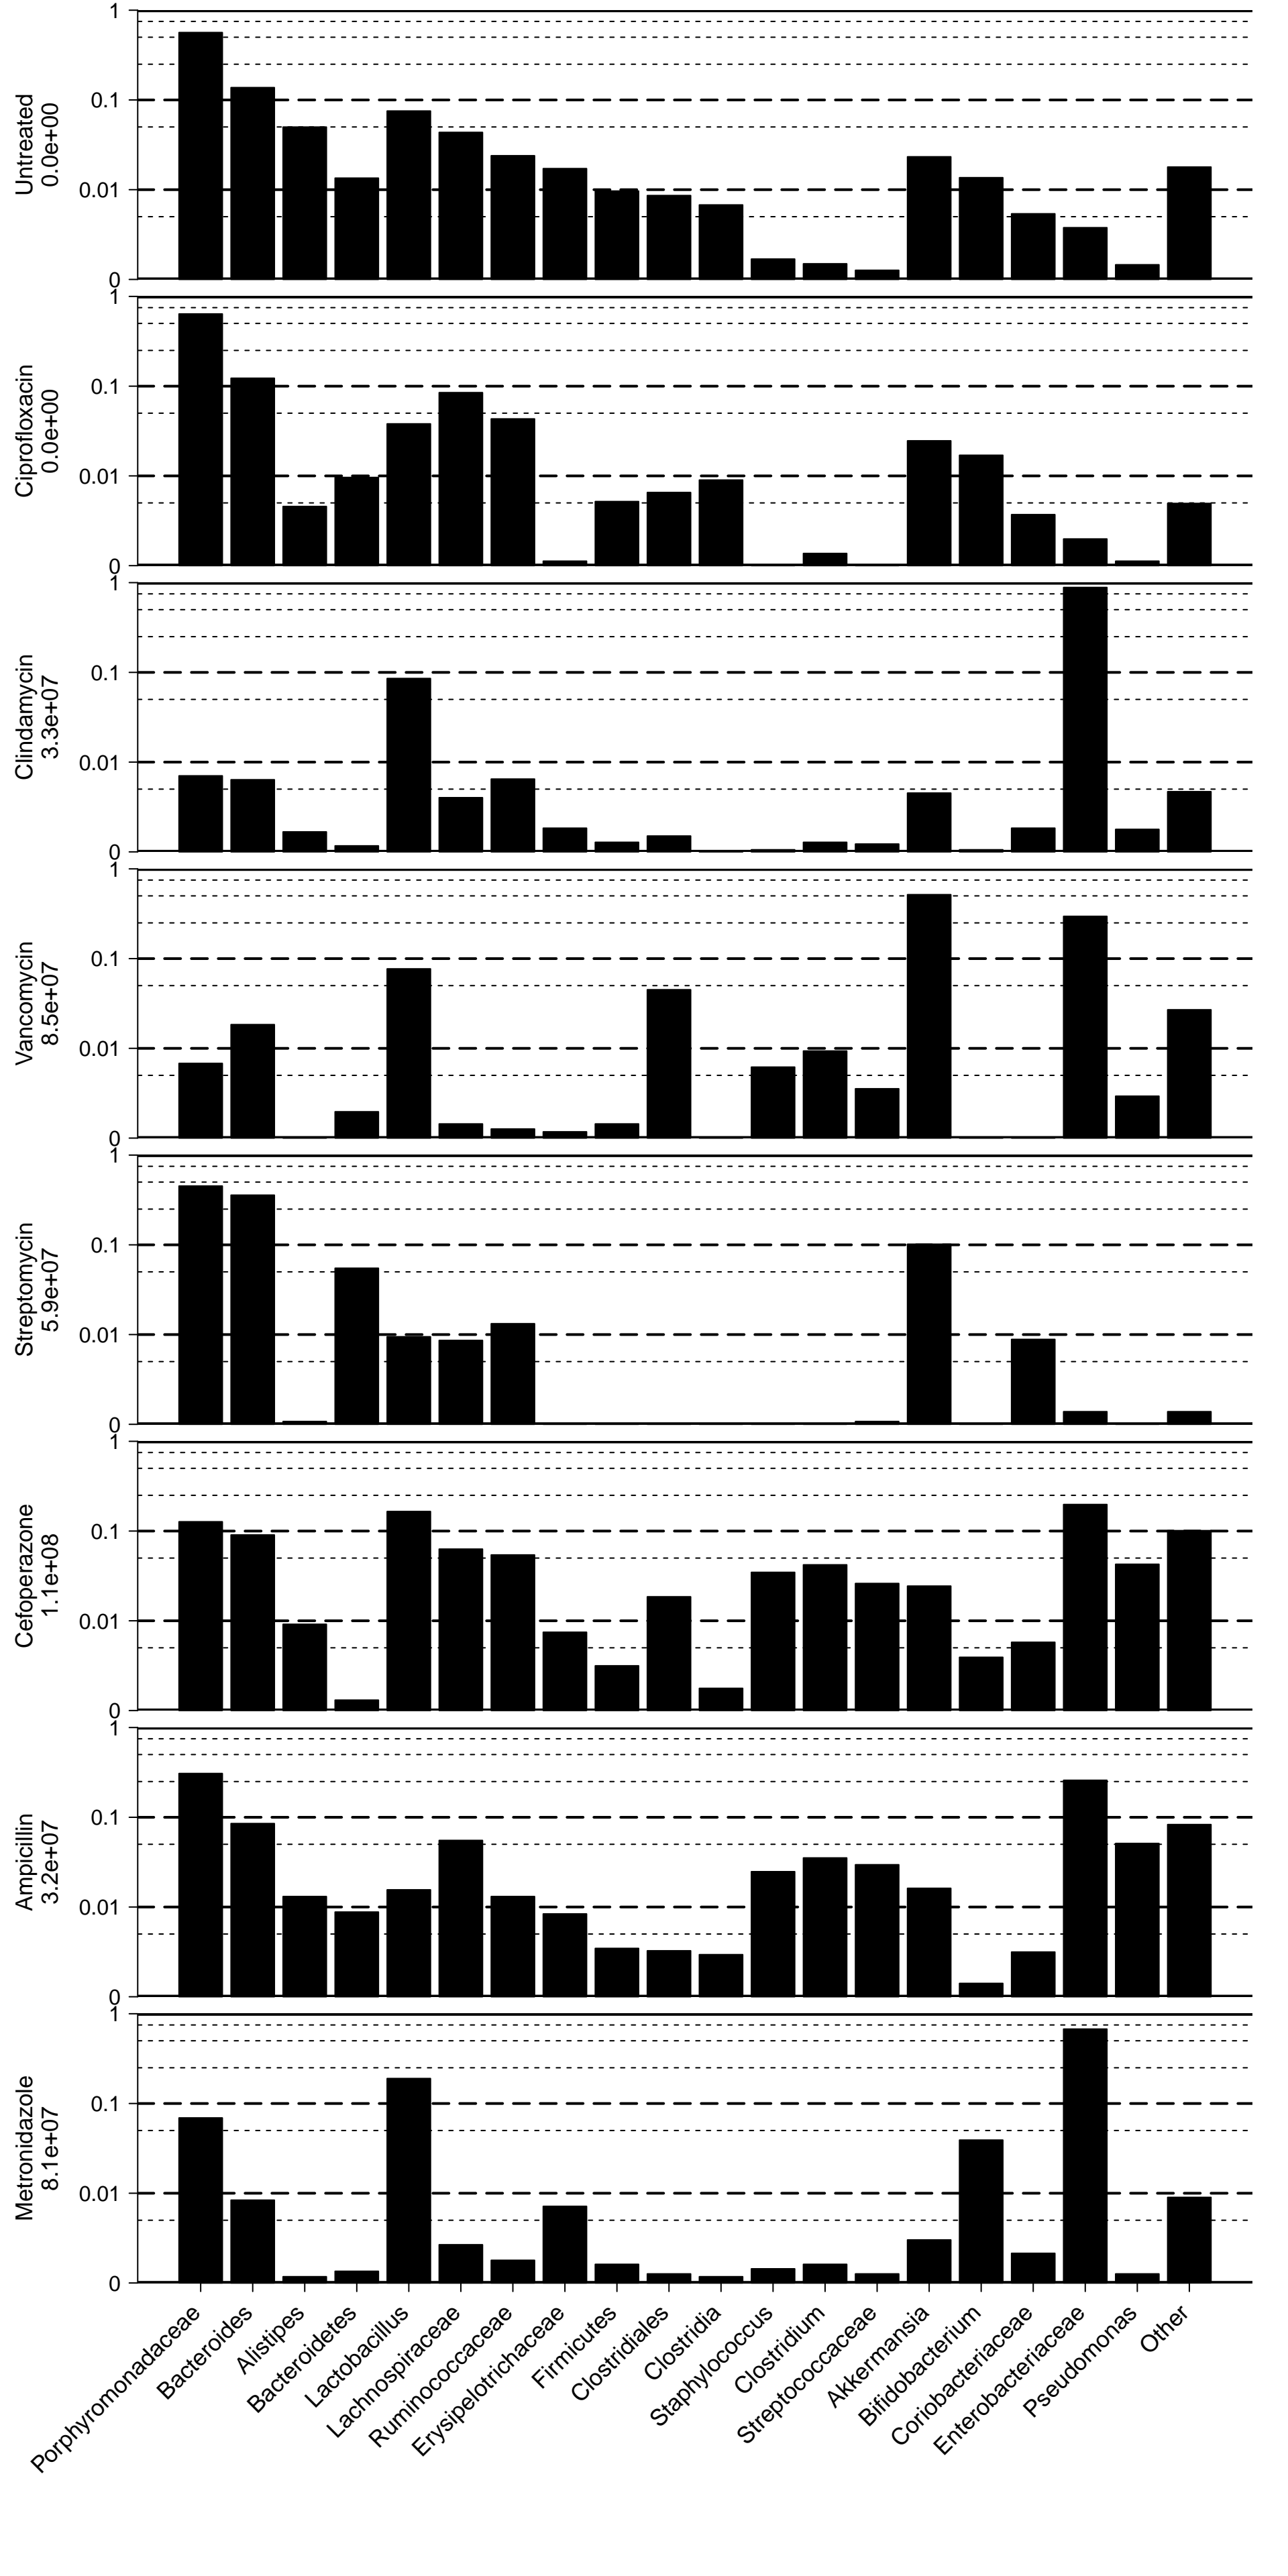 Untreated
0.0e+00
1
0.1
0.01
0
Ciprofloxacin
0.0e+00
1
0.1
0.01
0
Clindamycin
3.3e+07
1
0.1
0.01
0
Vancomycin
8.5e+07
1
0.1
0.01
0
Streptomycin
5.9e+07
1
0.1
0.01
0
Cefoperazone
1.1e+08
1
0.1
0.01
0
Ampicillin
3.2e+07
1
0.1
0.01
0
Metronidazole
8.1e+07
1
0.1
0.01
0
Porphyromonadaceae
Bacteroides
Alistipes
Bacteroidetes
Lactobacillus
Lachnospiraceae
Ruminococcaceae
Erysipelotrichaceae
Firmicutes
Clostridiales
Clostridia
Staphylococcus
Clostridium
Streptococcaceae
Akkermansia
Bifidobacterium
Coriobacteriaceae
Enterobacteriaceae
Pseudomonas
Other